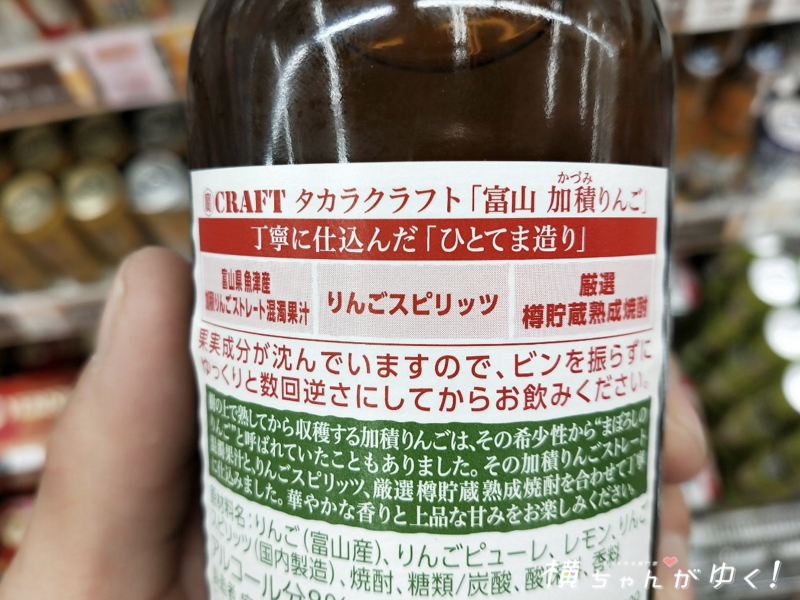 寳CRAFT タカラクラフト「富山 加積りんご」
かづみ
丁寧に仕込んだ「ひとてま造り」
富山県魚津産
加積りんごストレート混濁果汁
りんごスピリッツ
厳選
樽貯蔵熟成焼酎
果実成分が沈んでいますので、ビンを振らずに
ゆっくりと数回逆さにしてからお飲みください。
樹の上で熟してから収穫する加積りんごは、その希少性から“まぼろしの
りんご”と呼ばれていたこともありました。その加積りんごストレート
混濁果汁と、りんごスピリッツ、厳選樽貯蔵熟成焼酎を合わせて丁寧
に仕込みました。華やかな香りと上品な甘みをお楽しみください。
原材料名:りんご(富山産)、りんごピューレ、レモン、りんご
スピリッツ(国内製造)、焼酎、糖類/炭酸、酸味料、香料
アルコール分8%
横ちゃんがゆく!